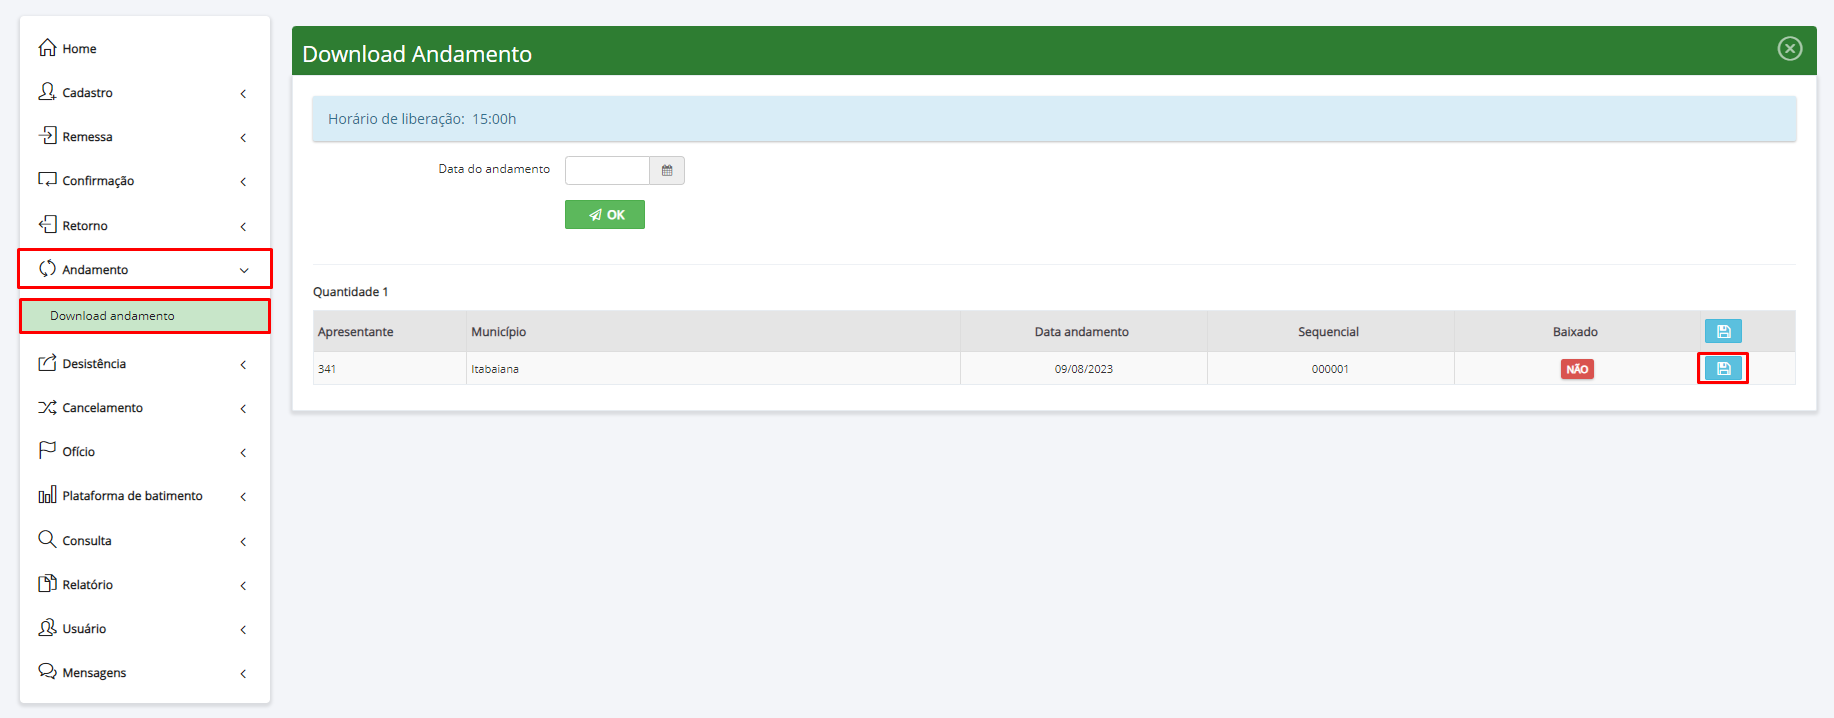 Home
Cadastro
Remessa
Confirmação
Retorno
Andamento
Download andamento
Desistência
Cancelamento
Ofício
Plataforma de batimento
Consulta
Relatório
Usuário
Mensagens
Download Andamento
Horário de liberação: 15:00h
Data do andamento
OK
Quantidade 1
Apresentante Município Data andamento Sequencial Baixado
341 Itabaiana 09/08/2023 000001 NÃO